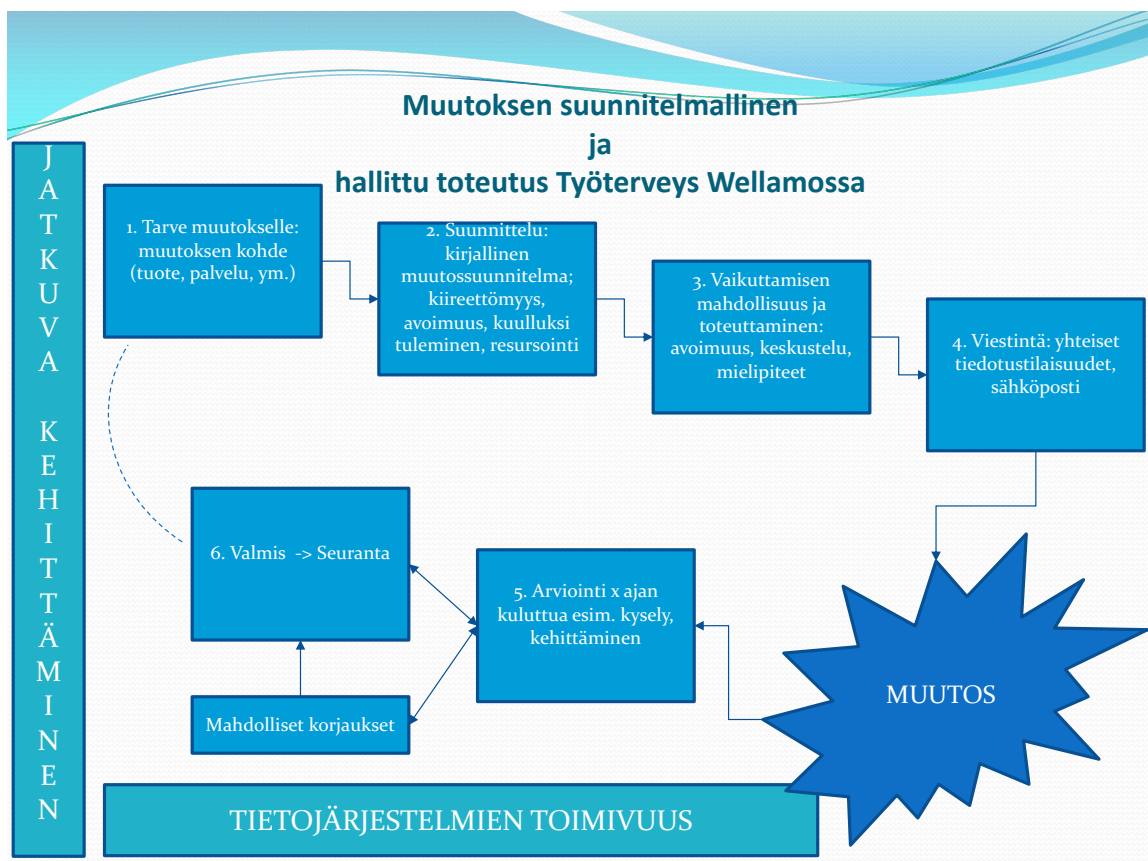 Muutoksen suunnitelmallinen
ja
hallittu toteutus Työterveys Wellamossa
JATKUVA KEHITTÄMINEN
1. Tarve muutokselle:
muutoksen kohde
(tuote, palvelu, ym.)
2. Suunnittelu:
kirjallinen
muutossuunnitelma;
kiireettömyys,
avoimuus, kuulluksi
tuleminen, resursointi
3. Vaikuttamisen
mahdollisuus ja
toteuttaminen:
avoimuus, keskustelu,
mielipiteet
4. Viestintä: yhteiset
tiedotustilaisuudet,
sähköposti
MUUTOS
5. Arviointi x ajan
kuluttua esim. kysely,
kehittäminen
6. Valmis -> Seuranta
Mahdolliset korjaukset
TIETOJÄRJESTELMIEN TOIMIVUUS